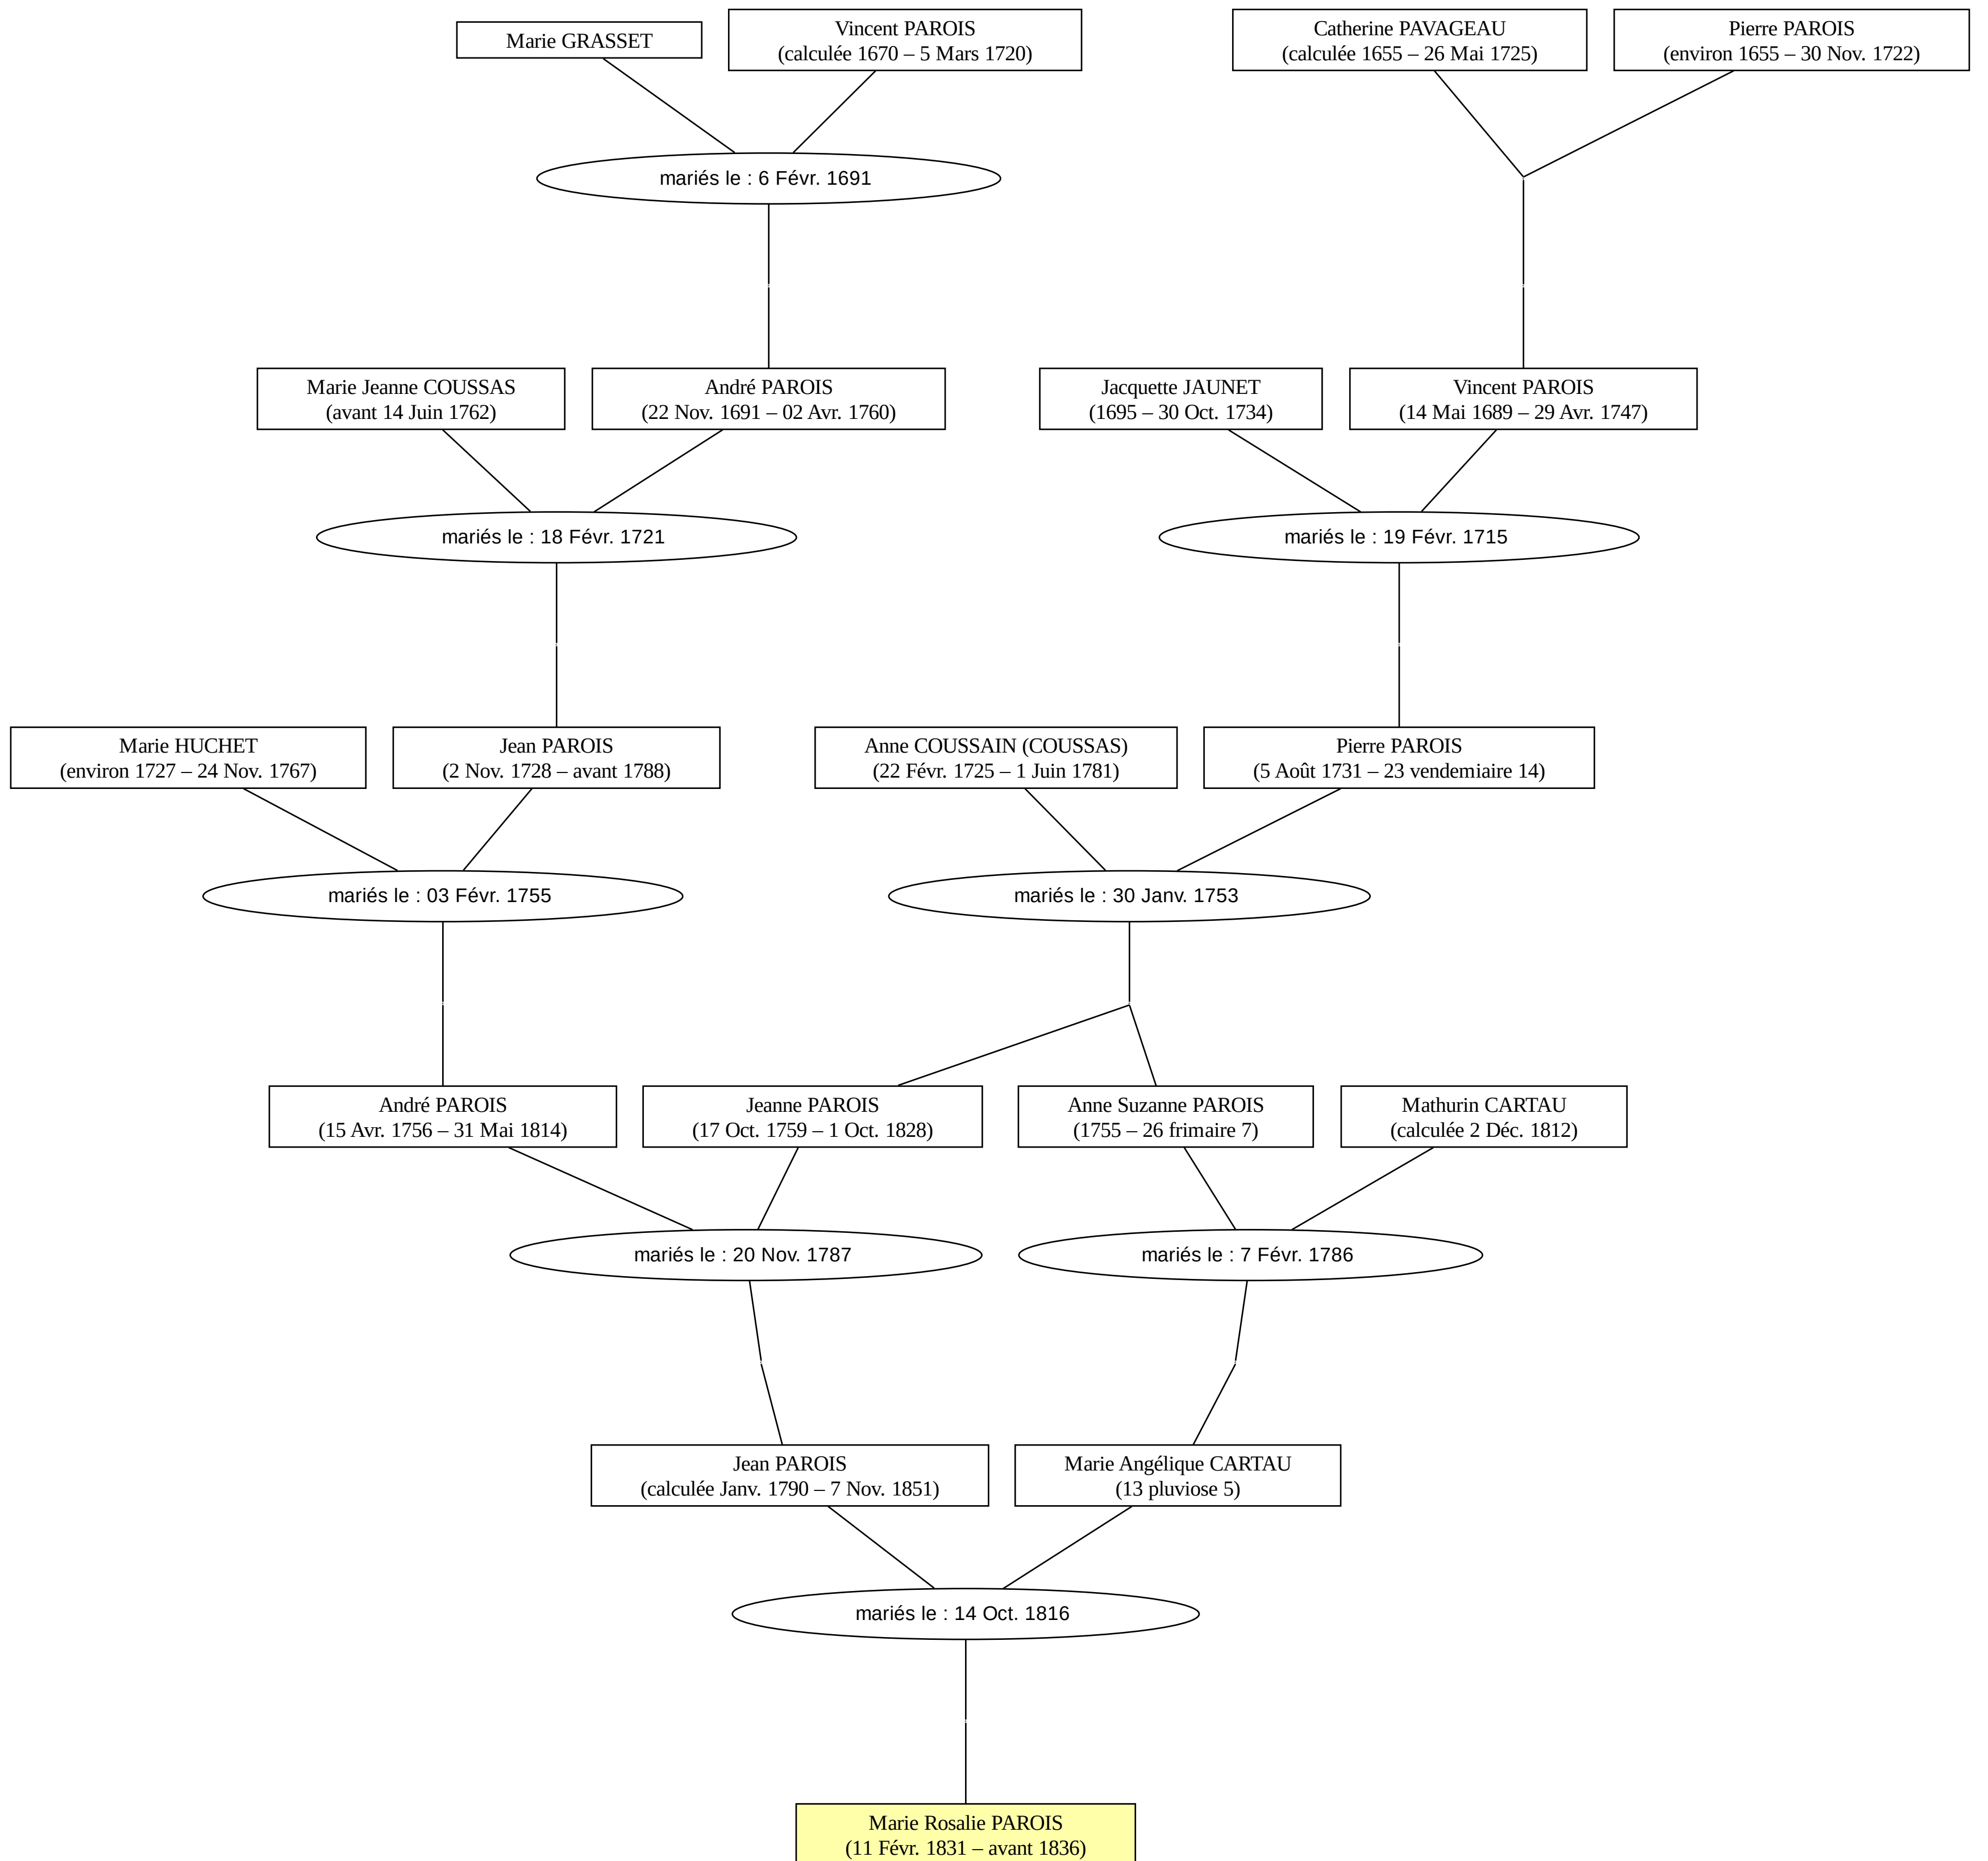 Marie GRASSET
Vincent PAROIS
(calculée 1670 – 5 Mars 1720)
Catherine PAVAGEAU
(calculée 1655 – 26 Mai 1725)
Pierre PAROIS
(environ 1655 – 30 Nov. 1722)
mariés le : 6 Févr. 1691
Marie Jeanne COUSSAS
(avant 14 Juin 1762)
André PAROIS
(22 Nov. 1691 – 02 Avr. 1760)
Jacquette JAUNET
(1695 – 30 Oct. 1734)
Vincent PAROIS
(14 Mai 1689 – 29 Avr. 1747)
mariés le : 18 Févr. 1721
mariés le : 19 Févr. 1715
Marie HUCHET
(environ 1727 – 24 Nov. 1767)
Jean PAROIS
(2 Nov. 1728 – avant 1788)
Anne COUSSAIN (COUSSAS)
(22 Févr. 1725 – 1 Juin 1781)
Pierre PAROIS
(5 Août 1731 – 23 vendemiaire 14)
mariés le : 03 Févr. 1755
mariés le : 30 Janv. 1753
André PAROIS
(15 Avr. 1756 – 31 Mai 1814)
Jeanne PAROIS
(17 Oct. 1759 – 1 Oct. 1828)
Anne Suzanne PAROIS
(1755 – 26 frimaire 7)
Mathurin CARTAU
(calculée 2 Déc. 1812)
mariés le : 20 Nov. 1787
mariés le : 7 Févr. 1786
Jean PAROIS
(calculée Janv. 1790 – 7 Nov. 1851)
Marie Angélique CARTAU
(13 pluviose 5)
mariés le : 14 Oct. 1816
Marie Rosalie PAROIS
(11 Févr. 1831 – avant 1836)